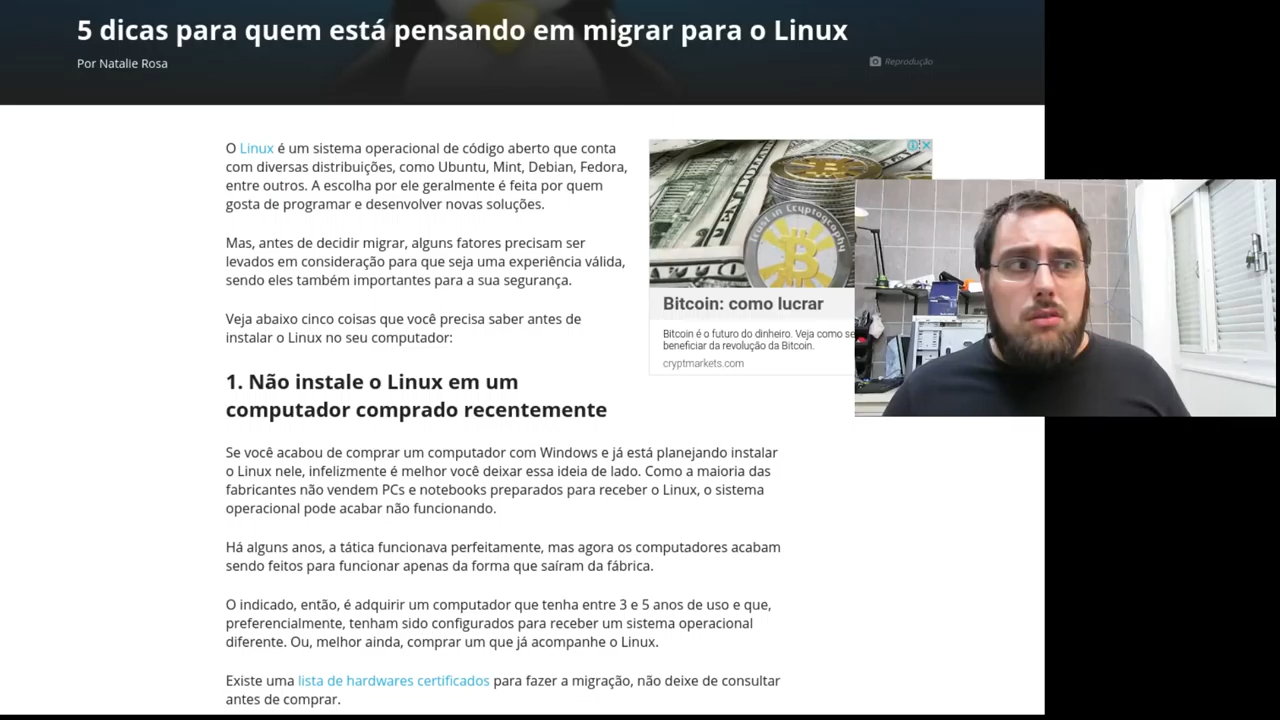 5 dicas para quem está pensando em migrar para o Linux
Por Natalie Rosa
Reprodução
O Linux é um sistema operacional de código aberto que conta
com diversas distribuições, como Ubuntu, Mint, Debian, Fedora,
entre outros. A escolha por ele geralmente é feita por quem
gosta de programar e desenvolver novas soluções.
Mas, antes de decidir migrar, alguns fatores precisam ser
levados em consideração para que seja uma experiência válida,
sendo eles também importantes para a sua segurança.
Veja abaixo cinco coisas que você precisa saber antes de
instalar o Linux no seu computador:
Trust in Cryptography
Bitcoin: como lucrar
Bitcoin é o futuro do dinheiro. Veja como se
beneficiar da revolução da Bitcoin.
cryptmarkets.com
1. Não instale o Linux em um
computador comprado recentemente
Se você acabou de comprar um computador com Windows e já está planejando instalar
o Linux nele, infelizmente é melhor você deixar essa ideia de lado. Como a maioria das
fabricantes não vendem PCs e notebooks preparados para receber o Linux, o sistema
operacional pode acabar não funcionando.
Há alguns anos, a tática funcionava perfeitamente, mas agora os computadores acabam
sendo feitos para funcionar apenas da forma que saíram da fábrica.
O indicado, então, é adquirir um computador que tenha entre 3 e 5 anos de uso e que,
preferencialmente, tenham sido configurados para receber um sistema operacional
diferente. Ou, melhor ainda, comprar um que já acompanhe o Linux.
Existe uma lista de hardwares certificados para fazer a migração, não deixe de consultar
antes de comprar.